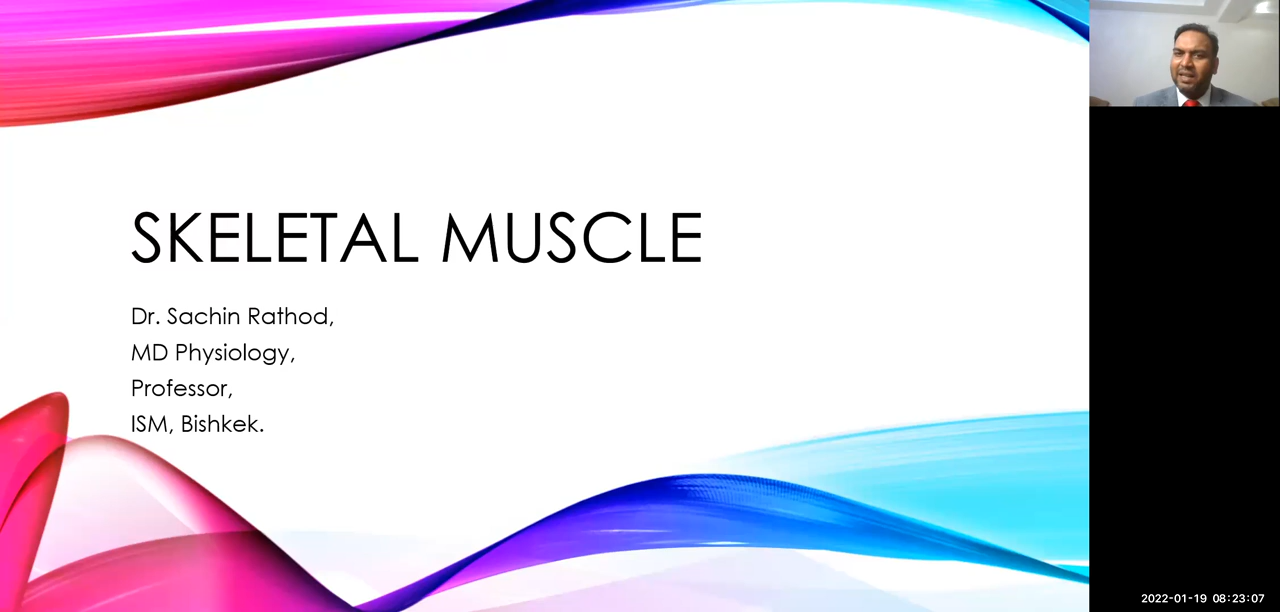 SKELETAL MUSCLE
Dr. Sachin Rathod,
MD Physiology,
Professor,
ISM, Bishkek.
2022-01-19 08:23:07